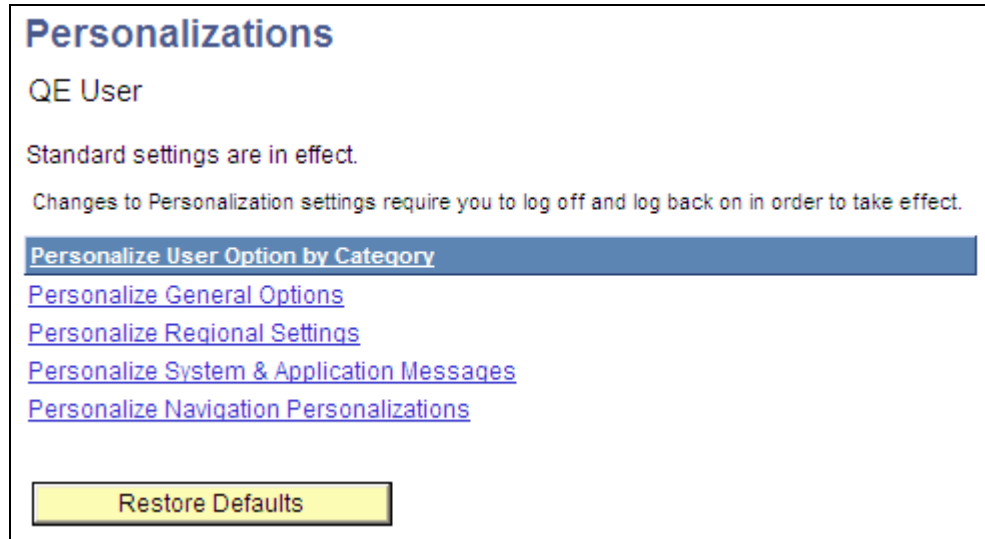 Personalizations
QE User
Standard settings are in effect.
Changes to Personalization settings require you to log off and log back on in order to take effect.
Personalize User Option by Category
Personalize General Options
Personalize Regional Settings
Personalize System & Application Messages
Personalize Navigation Personalizations
Restore Defaults